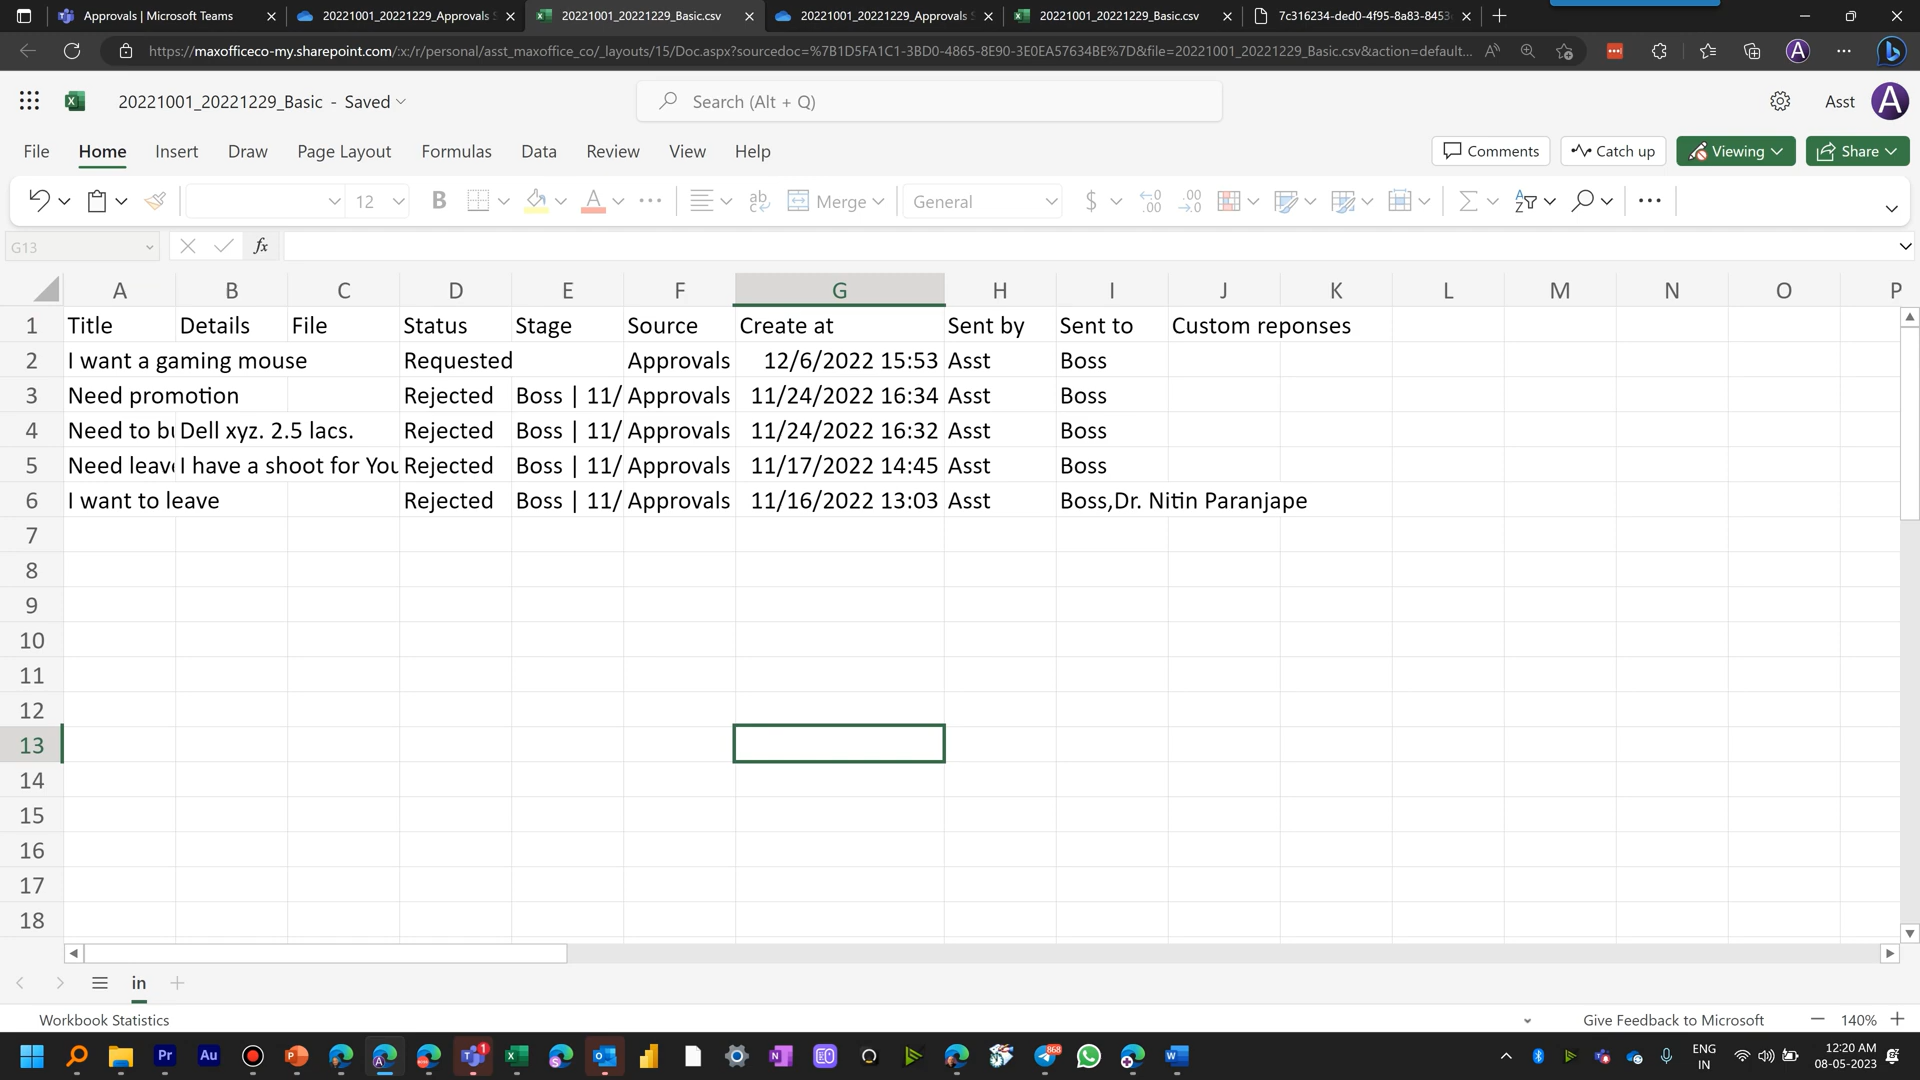 Approvals | Microsoft Teams
20221001_20221229_Approvals S
20221001_20221229_Basic.csv
20221001_20221229_Approvals S
20221001_20221229_Basic.csv
7c316234-ded0-4f95-8a83-8453
https://maxofficeco-my.sharepoint.com/:x:/r/personal/asst_maxoffice_co/_layouts/15/Doc.aspx?sourcedoc=%7B1D5FA1C1-3BD0-4865-8E90-3E0EA57634BE%7D&file=20221001_20221229_Basic.csv&action=default...
20221001_20221229_Basic - Saved
Search (Alt + Q)
Asst A
File Home Insert Draw Page Layout Formulas Data Review View Help
Comments Catch up Viewing Share
12 B A ab Merge General $
G13 fx
A B C D E F G H I J K L M N O P
1 Title Details File Status Stage Source Create at Sent by Sent to Custom reponses
2 I want a gaming mouse Requested Approvals 12/6/2022 15:53 Asst Boss
3 Need promotion Rejected Boss | 11/ Approvals 11/24/2022 16:34 Asst Boss
4 Need to bu Dell xyz. 2.5 lacs. Rejected Boss | 11/ Approvals 11/24/2022 16:32 Asst Boss
5 Need leave I have a shoot for You Rejected Boss | 11/ Approvals 11/17/2022 14:45 Asst Boss
6 I want to leave Rejected Boss | 11/ Approvals 11/16/2022 13:03 Asst Boss,Dr. Nitin Paranjape
7
8
9
10
11
12
13
14
15
16
17
18
in
Workbook Statistics
Give Feedback to Microsoft 140%
Pr Au
ENG
IN
12:20 AM
08-05-2023